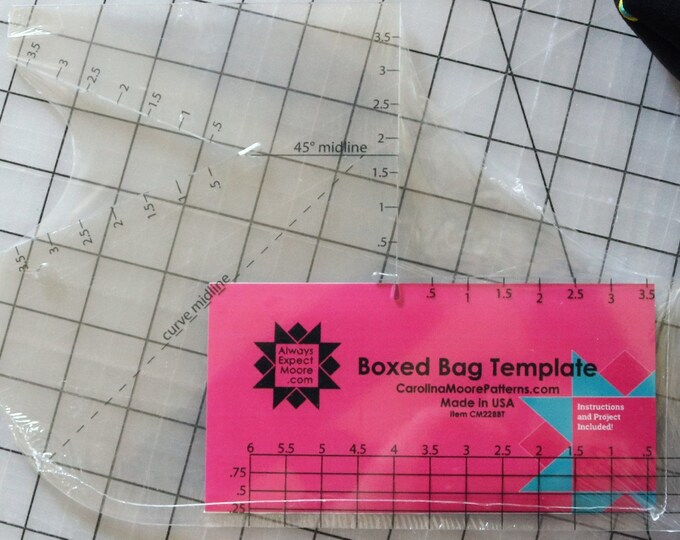 3.5
3
2.5
2
1.5
1
.5
3.5
3
2.5
2
1.5
1
.5
45° midline
3.5
3
2.5
2
1.5
1
.5
curve midline
.5 1 1.5 2 2.5 3 3.5
Always
Expect
Moore
.com
Boxed Bag Template
CarolinaMoorePatterns.com
Made in USA
Item CM228BT
Instructions
and Project
Included!
6 5.5 5 4.5 4 3.5 3 2.5 2 1.5 1 .5
.75
.5
.25